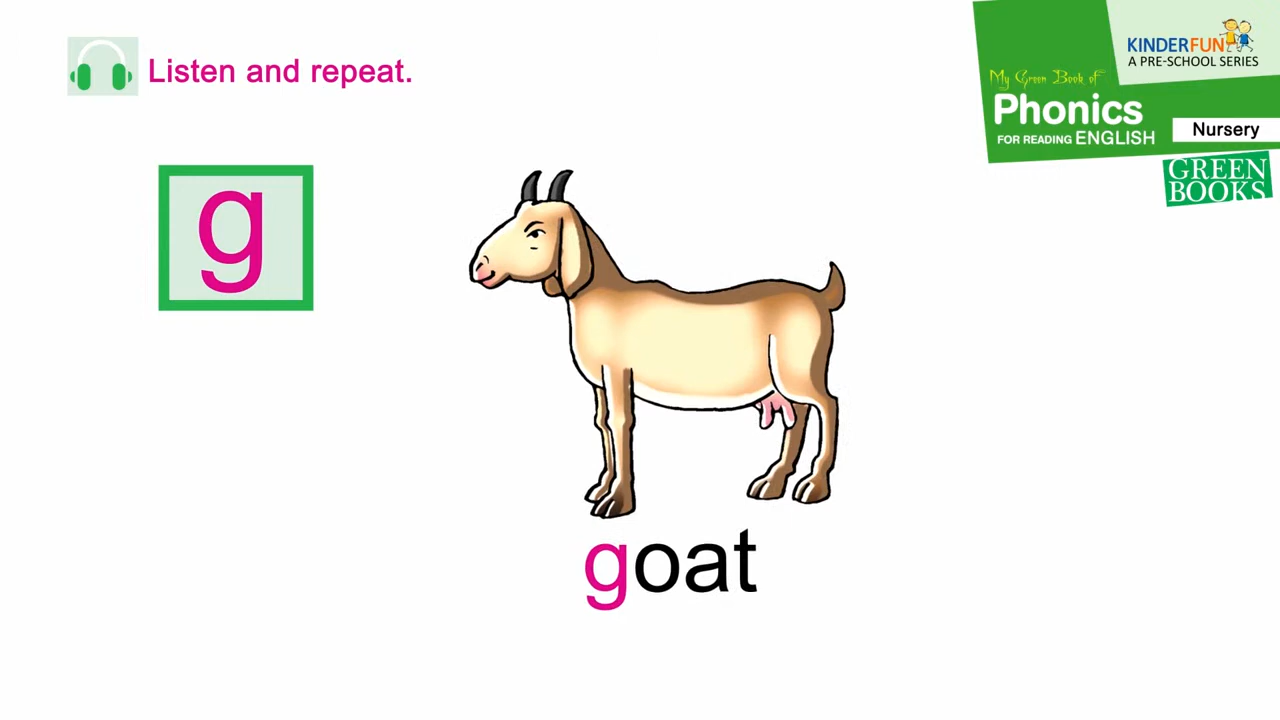 Listen and repeat.
KINDERFUN
A PRE-SCHOOL SERIES
My Green Book of
Phonics
FOR READING ENGLISH
Nursery
GREEN
BOOKS
g
goat